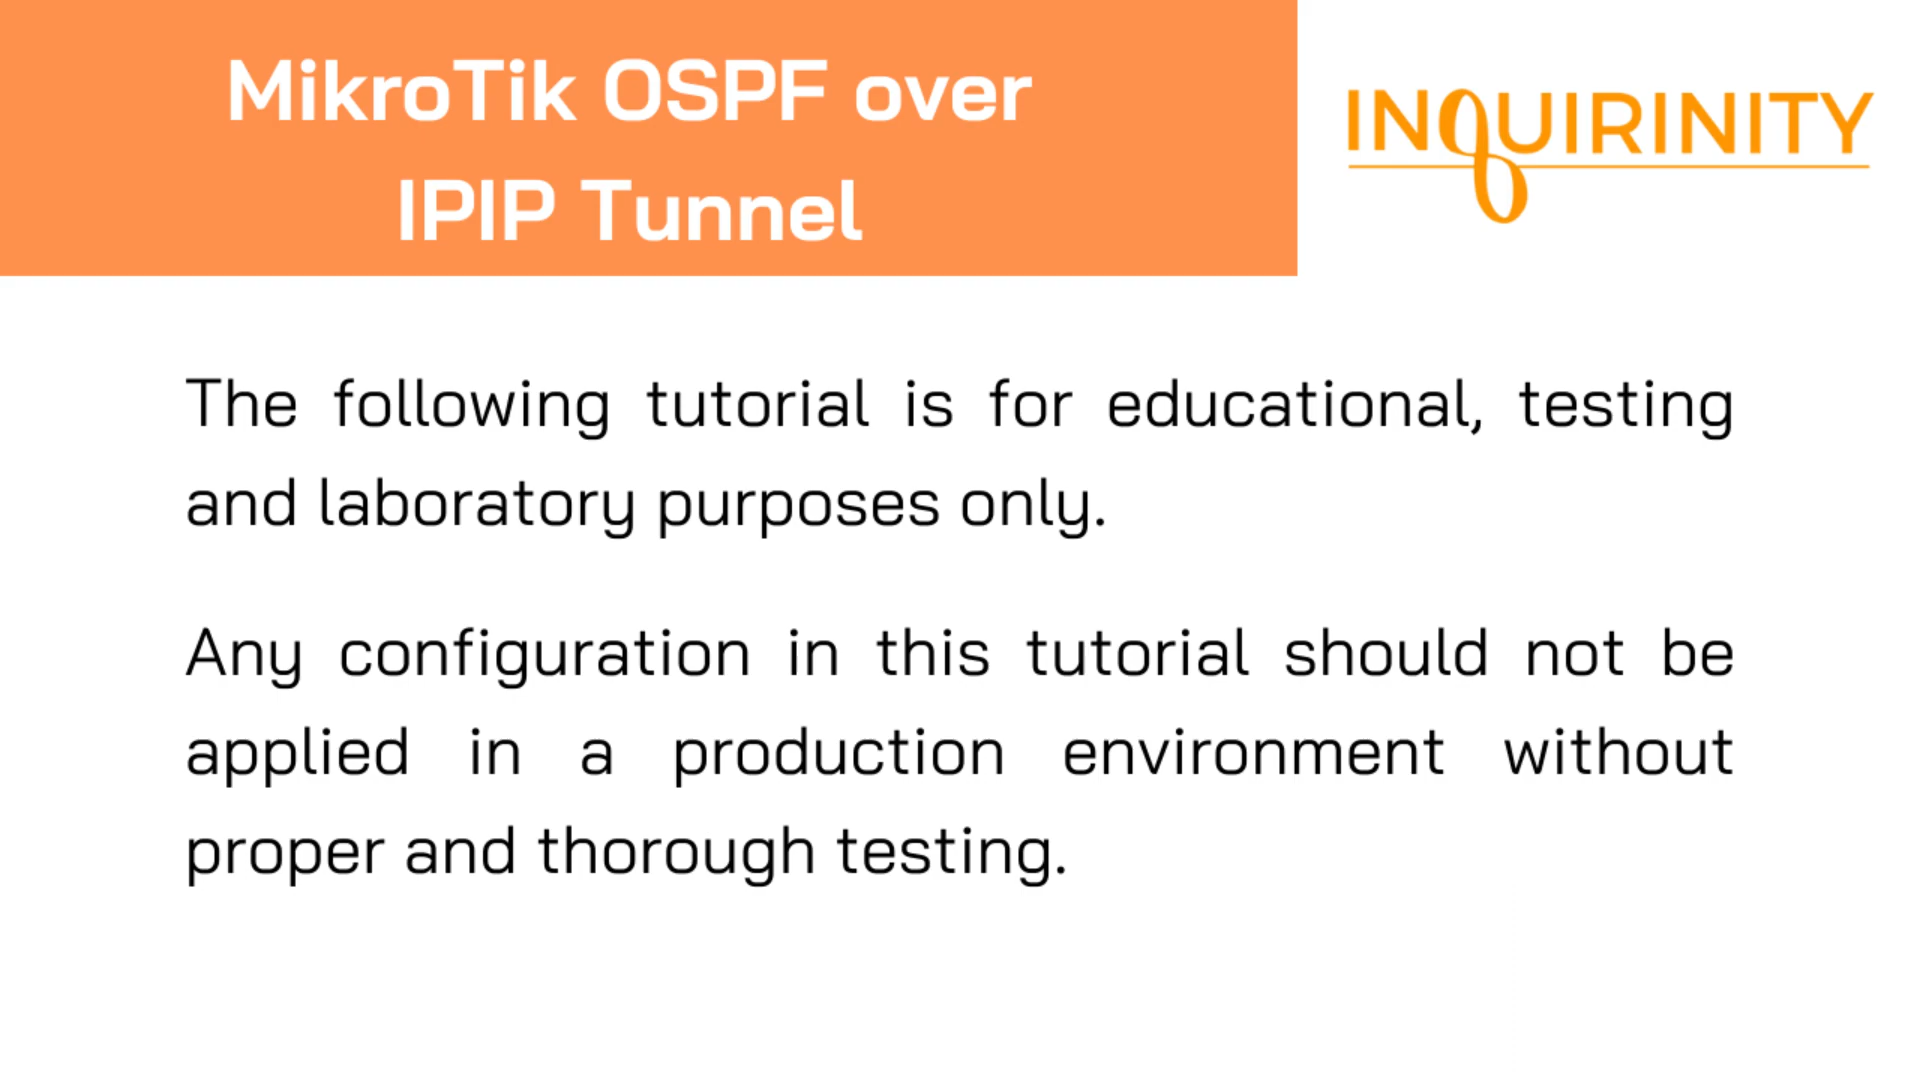 MikroTik OSPF over
IPIP Tunnel
INQUIRINITY
The following tutorial is for educational, testing
and laboratory purposes only.
Any configuration in this tutorial should not be
applied in a production environment without
proper and thorough testing.